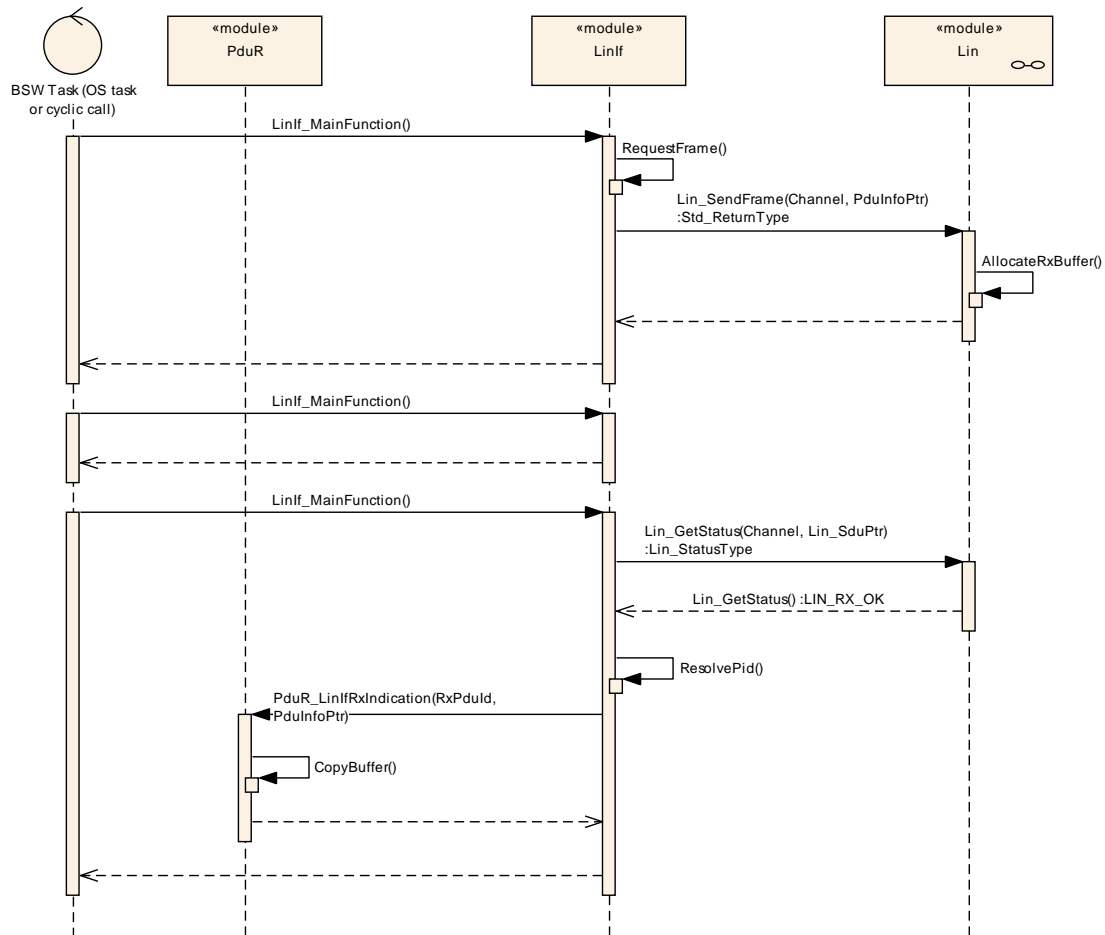 «module»
PduR
«module»
LinIf
«module»
Lin
BSW Task (OS task
or cyclic call)
LinIf_MainFunction()
RequestFrame()
Lin_SendFrame(Channel, PduInfoPtr)
:Std_ReturnType
AllocateRxBuffer()
LinIf_MainFunction()
LinIf_MainFunction()
Lin_GetStatus(Channel, Lin_SduPtr)
:Lin_StatusType
Lin_GetStatus() :LIN_RX_OK
ResolvePid()
PduR_LinIfRxIndication(RxPduId,
PduInfoPtr)
CopyBuffer()